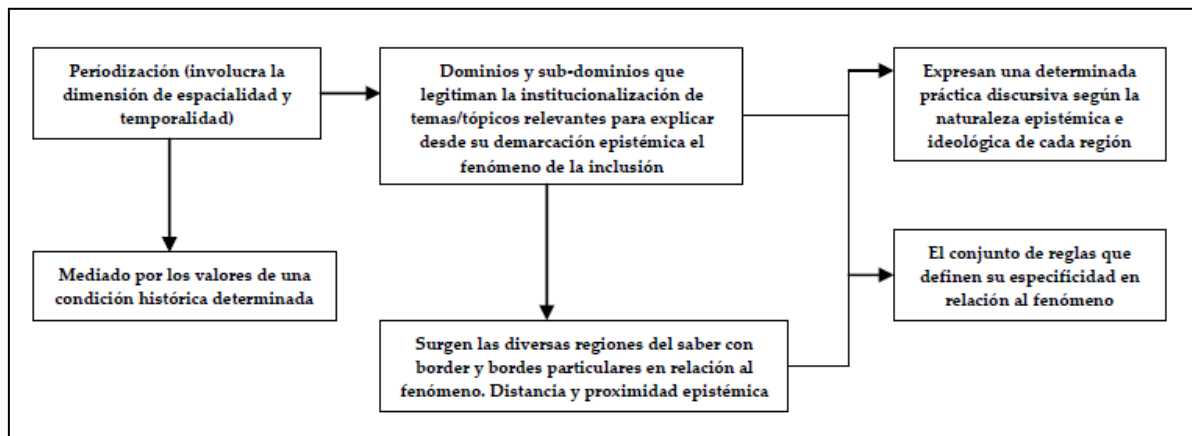 Períodización (involucra la
dimensión de espacialidad y
temporalidad)
Mediado por los valores de una
condición histórica determinada
Dominios y sub-dominios que
legitiman la institucionalización de
temas/tópicos relevantes para explicar
desde su demarcación epistémica el
fenómeno de la inclusión
Surgen las diversas regiones del saber con
border y bordes particulares en relación al
fenómeno. Distancia y proximidad epistémica
Expresan una determinada
práctica discursiva según la
naturaleza epistémica e
ideológica de cada región
El conjunto de reglas que
definen su especificidad en
relación al fenómeno